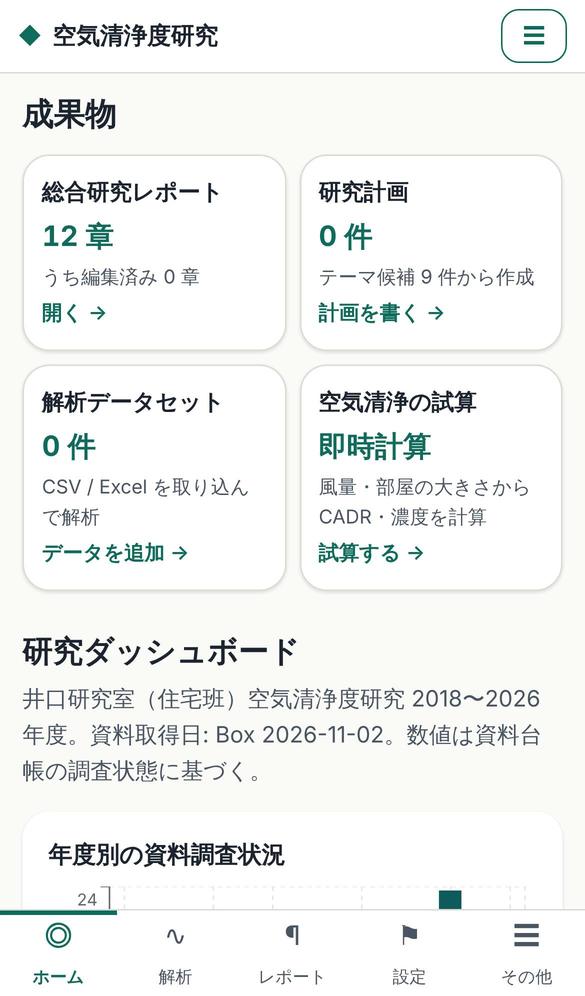 空気清浄度研究
成果物
総合研究レポート
12 章
うち編集済み 0 章
開く →
研究計画
0 件
テーマ候補 9 件から作成
計画を書く →
解析データセット
0 件
CSV / Excel を取り込ん
で解析
データを追加 →
空気清浄の試算
即時計算
風量・部屋の大きさから
CADR・濃度を計算
試算する →
研究ダッシュボード
井口研究室（住宅班）空気清浄度研究 2018〜2026
年度。資料取得日: Box 2026-11-02。数値は資料台
帳の調査状態に基づく。
年度別の資料調査状況
24
ホーム
解析
レポート
設定
その他